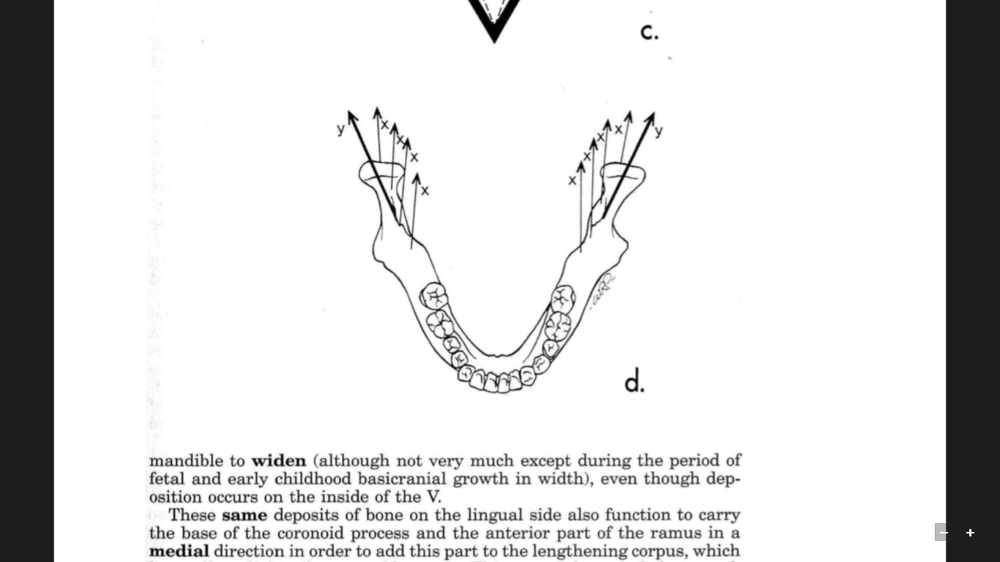 c.
y x x x x
x x x x y
d.
mandible to widen (although not very much except during the period of
fetal and early childhood basicranial growth in width), even though dep-
osition occurs on the inside of the V.
These same deposits of bone on the lingual side also function to carry
the base of the coronoid process and the anterior part of the ramus in a
medial direction in order to add this part to the lengthening corpus, which